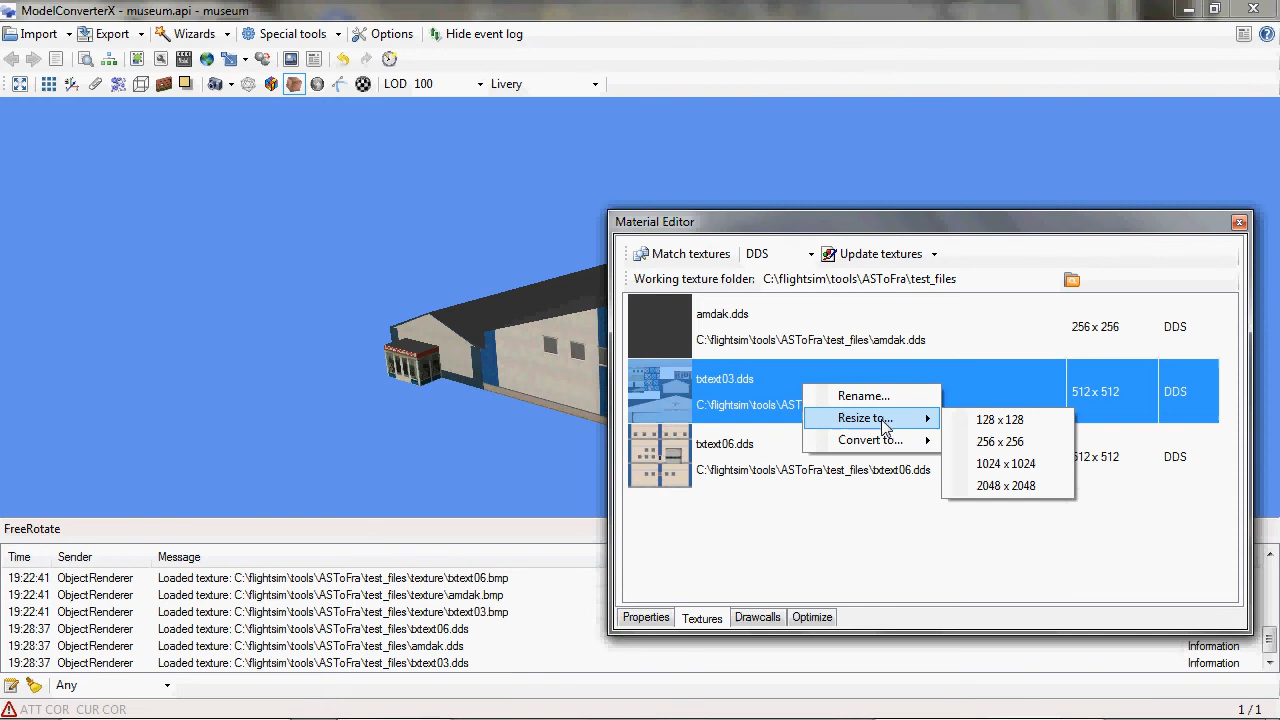 ModelConverterX - museum.api - museum
Import Export Wizards Special tools Options Hide event log
LOD 100 Livery
Material Editor
Match textures DDS Update textures
Working texture folder: C:\flightsim\tools\ASToFra\test_files
amdak.dds
C:\flightsim\tools\ASToFra\test_files\amdak.dds
256 x 256 DDS
txtext03.dds
C:\flightsim\tools\ASTo
512 x 512 DDS
txtext06.dds
C:\flightsim\tools\ASToFra\test_files\txtext06.dds
512 x 512 DDS
Rename...
Resize to...
Convert to...
128 x 128
256 x 256
1024 x 1024
2048 x 2048
Properties Textures Drawcalls Optimize
FreeRotate
Time Sender Message
19:22:41 ObjectRenderer Loaded texture: C:\flightsim\tools\ASToFra\test_files\texture\txtext06.bmp
19:22:41 ObjectRenderer Loaded texture: C:\flightsim\tools\ASToFra\test_files\texture\amdak.bmp
19:22:41 ObjectRenderer Loaded texture: C:\flightsim\tools\ASToFra\test_files\texture\txtext03.bmp
19:28:37 ObjectRenderer Loaded texture: C:\flightsim\tools\ASToFra\test_files\txtext06.dds
19:28:37 ObjectRenderer Loaded texture: C:\flightsim\tools\ASToFra\test_files\amdak.dds Information
19:28:37 ObjectRenderer Loaded texture: C:\flightsim\tools\ASToFra\test_files\txtext03.dds Information
Any
ATT COR CUR COR 1 / 1